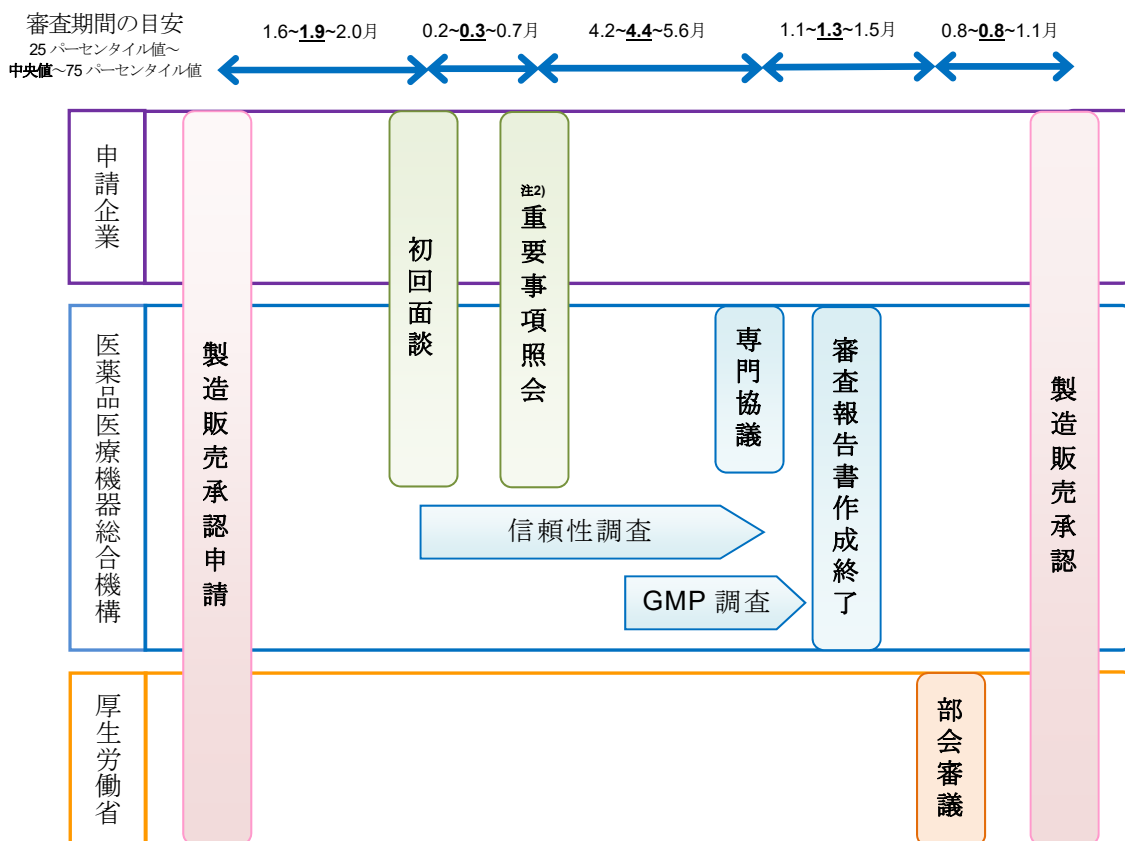 審査期間の目安
25 パーセンタイル値～
中央値～75 パーセンタイル値
1.6~1.9~2.0月
0.2~0.3~0.7月
4.2~4.4~5.6月
1.1~1.3~1.5月
0.8~0.8~1.1月
申請企業
医薬品医療機器総合機構
厚生労働省
製造販売承認申請
初回面談
注2)
重要事項照会
専門協議
審査報告書作成終了
信頼性調査
GMP 調査
部会審議
製造販売承認